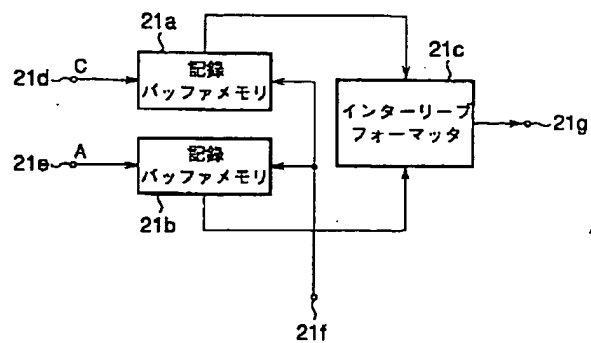 21a
21c
21d
C
記録
バッファメモリ
インターリーブ
フォーマッタ
21g
21e
A
記録
バッファメモリ
21b
21f